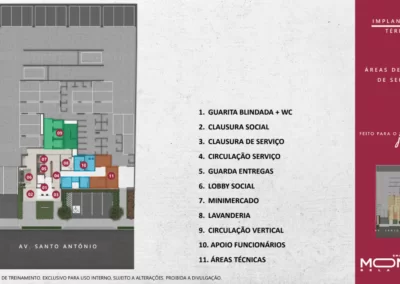 IMPLAN
TÉR
ÁREAS DE
DE SE
FEITO PARA O
1. GUARITA BLINDADA + WC
2. CLAUSURA SOCIAL
3. CLAUSURA DE SERVIÇO
4. CIRCULAÇÃO SERVIÇO
5. GUARDA ENTREGAS
6. LOBBY SOCIAL
7. MINIMERCADO
8. LAVANDERIA
9. CIRCULAÇÃO VERTICAL
10. APOIO FUNCIONÁRIOS
11. ÁREAS TÉCNICAS
AV. SANTO ANTÔNIO
DE TREINAMENTO. EXCLUSIVO PARA USO INTERNO, SUJEITO A ALTERAÇÕES. PROIBIDA A DIVULGAÇÃO.
MON
BELA